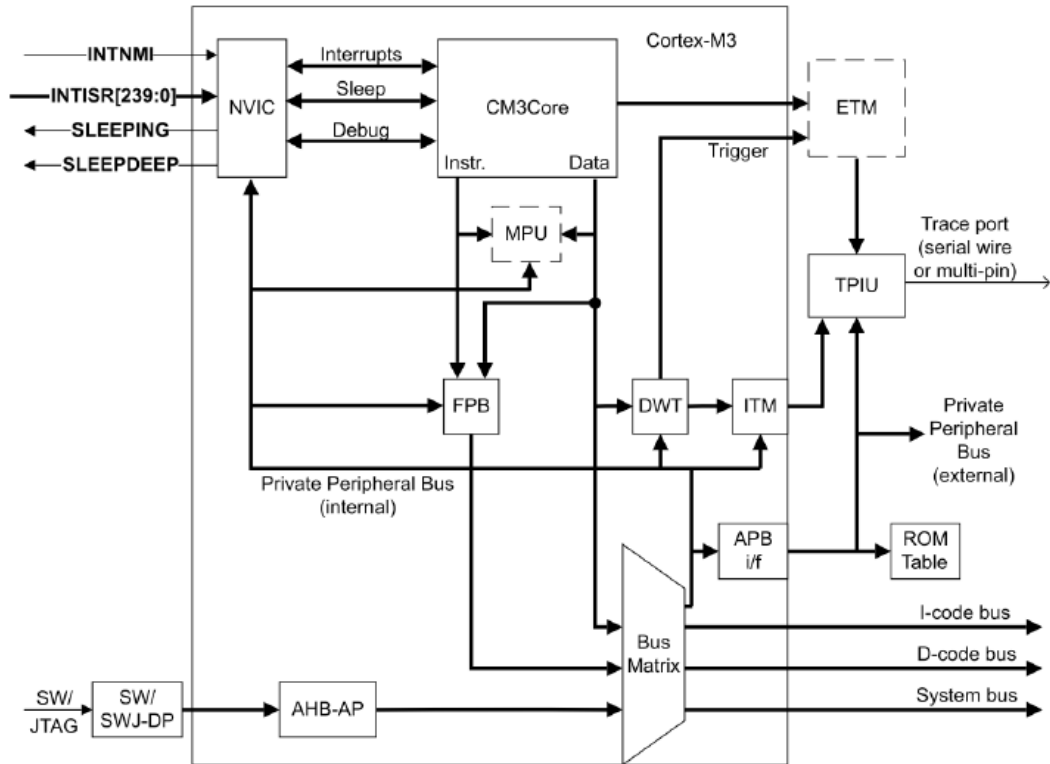 Cortex-M3
INTNMI
INTISR[239:0]
SLEEPING
SLEEPDEEP
NVIC
Interrupts
Sleep
Debug
CM3Core
Instr.
Data
ETM
Trigger
MPU
Trace port
(serial wire
or multi-pin)
TPIU
FPB
DWT
ITM
Private
Peripheral
Bus
(external)
Private Peripheral Bus
(internal)
APB
i/f
ROM
Table
I-code bus
Bus
Matrix
D-code bus
System bus
SW/
JTAG
SW/
SWJ-DP
AHB-AP